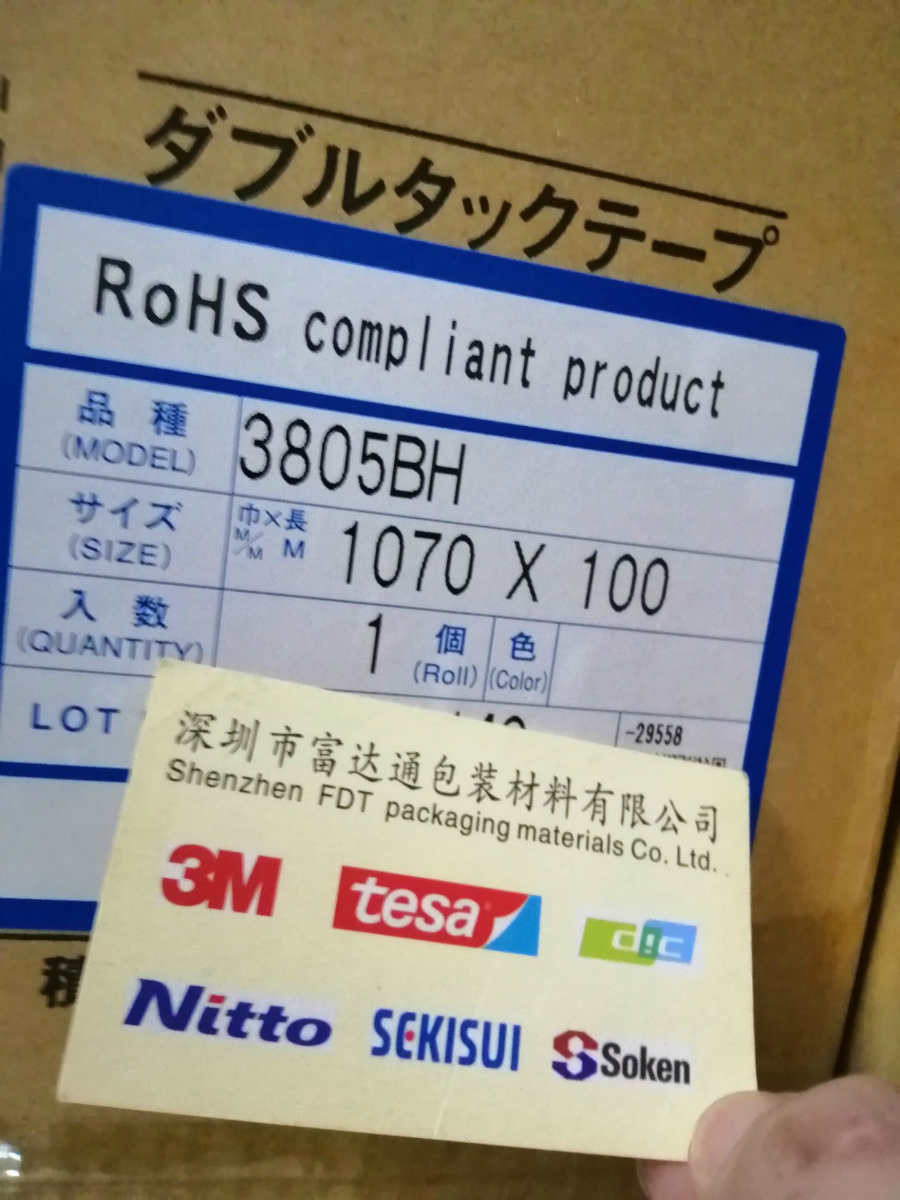 ダブルタックテープ
RoHS compliant product
品種 3805BH
(MODEL)
サイズ 巾×長 1070 X 100
(SIZE) M/M M
入数 1 個 色
(QUANTITY) (Roll) (Color)
LOT -29558
深圳市富达通包装材料有限公司
Shenzhen FDT packaging materials Co. Ltd.
3M tesa dic
積
Nitto SEKISUI Soken